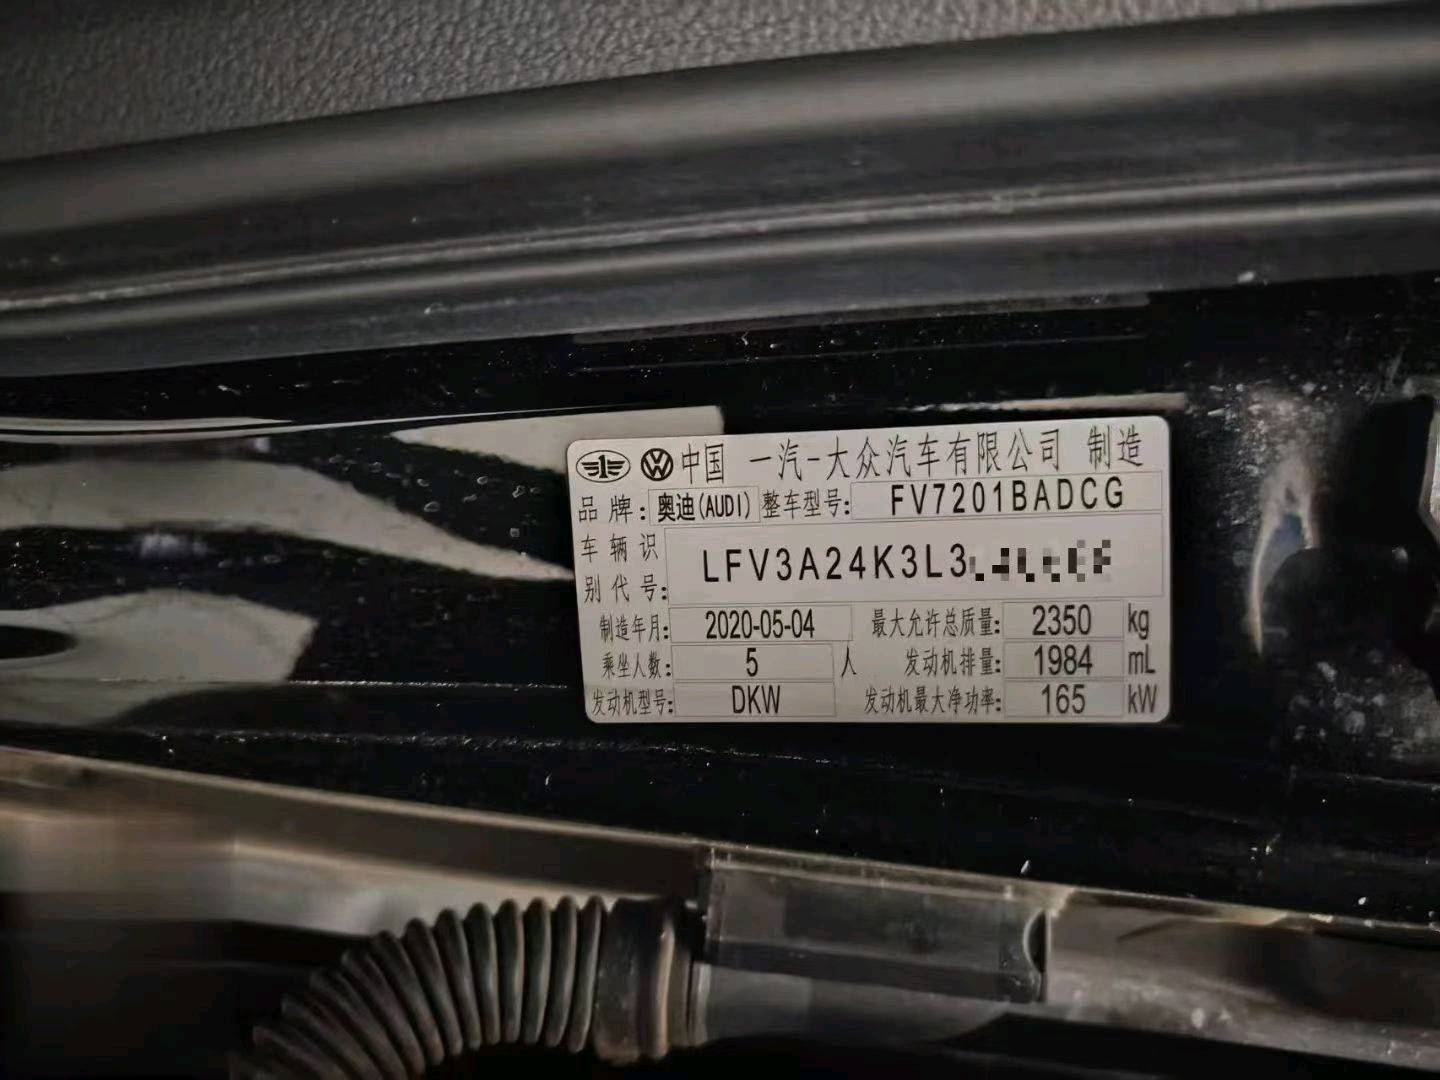 中国 一汽-大众汽车有限公司 制造
品牌: 奥迪(AUDI) 整车型号: FV7201BADCG
车辆识别代号: LFV3A24K3L3
制造年月: 2020-05-04 最大允许总质量: 2350 kg
乘坐人数: 5 人 发动机排量: 1984 mL
发动机型号: DKW 发动机最大净功率: 165 kW